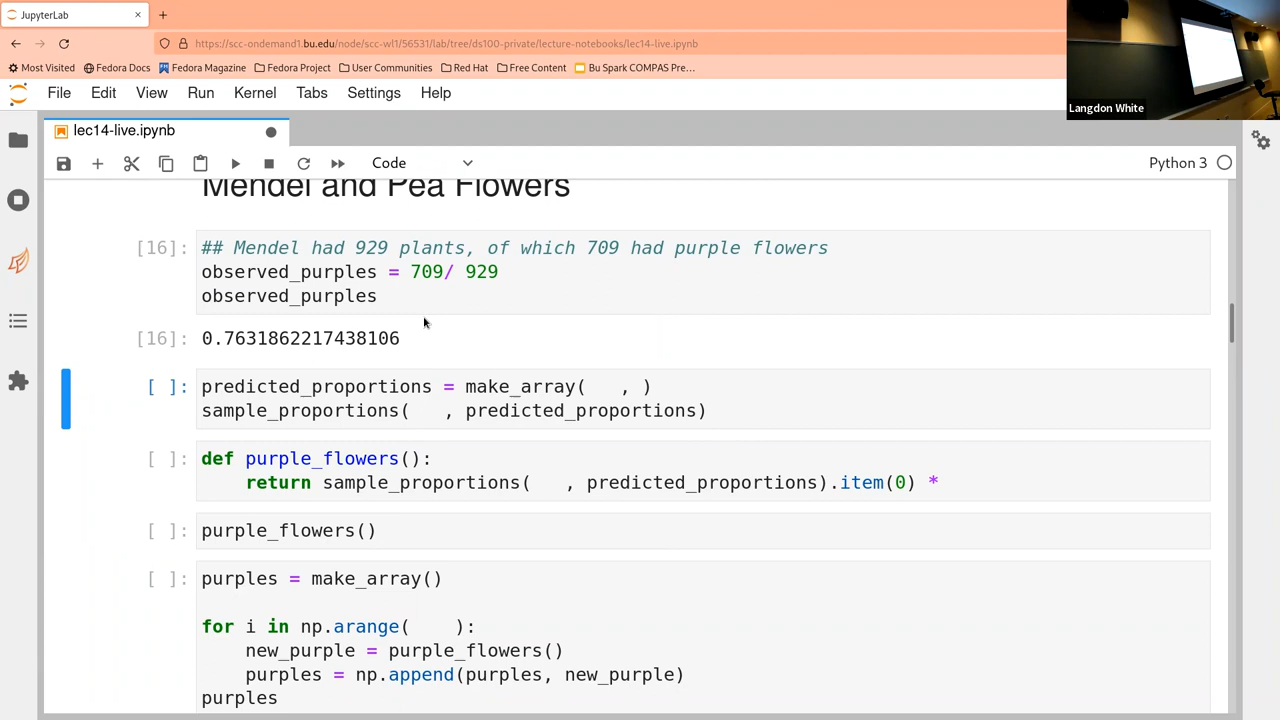 JupyterLab
https://scc-ondemand1.bu.edu/node/scc-wl1/56531/lab/tree/ds100-private/lecture-notebooks/lec14-live.ipynb
Most Visited Fedora Docs Fedora Magazine Fedora Project User Communities Red Hat Free Content Bu Spark COMPAS Pre…
Langdon White
File Edit View Run Kernel Tabs Settings Help
lec14-live.ipynb
Code Python 3
Mendel and Pea Flowers
[16]: ## Mendel had 929 plants, of which 709 had purple flowers
observed_purples = 709/ 929
observed_purples
[16]: 0.7631862217438106
[ ]: predicted_proportions = make_array(   , )
sample_proportions(   , predicted_proportions)
[ ]: def purple_flowers():
    return sample_proportions(   , predicted_proportions).item(0) *
[ ]: purple_flowers()
[ ]: purples = make_array()
for i in np.arange(    ):
    new_purple = purple_flowers()
    purples = np.append(purples, new_purple)
purples